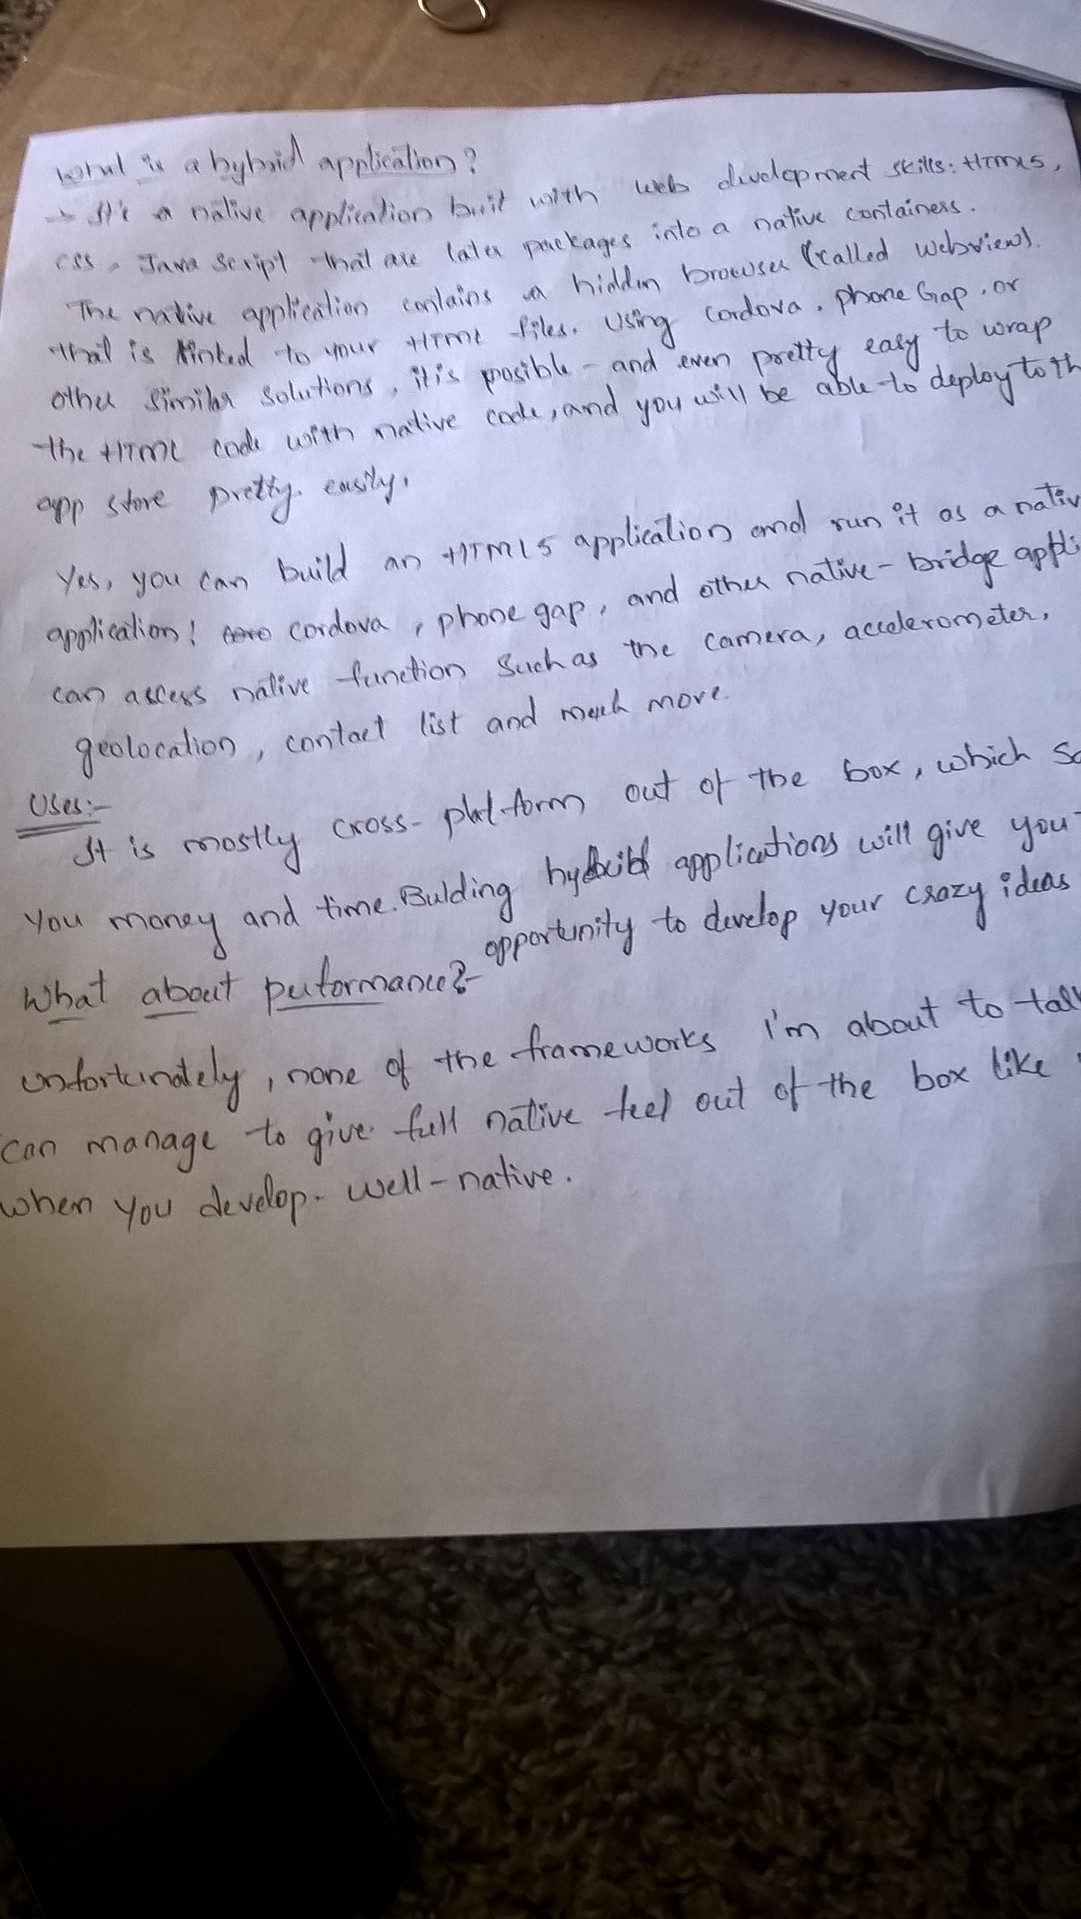 What is a hybrid application?
→ It's a native application buit with web divelopment skills: HTML5,
CSS, Java Script that are later packages into a native containers.
The native application contains a hidden browser (called webview).
that is linked to your HTML files. Using Cordova, phone Gap, or
other similar solutions, it is posible - and even pretty easy to wrap
the HTML code with native code, and you will be able to deploy to th
app store pretty easily.
Yes, you can build an HTML5 application and run it as a nativ
application! cordova, phone gap, and other native-bridge appli
can access native function such as the camera, accelerometer,
geolocation, contact list and much more.
Uses:-
It is mostly cross-platform out of the box, which sa
you money and time. Bulding applications will give you
opportunity to develop your crazy ideas
What about performance?-
unfortunately, none of the frameworks I'm about to talk
can manage to give full native feel out of the box like
when you develop - well-native.